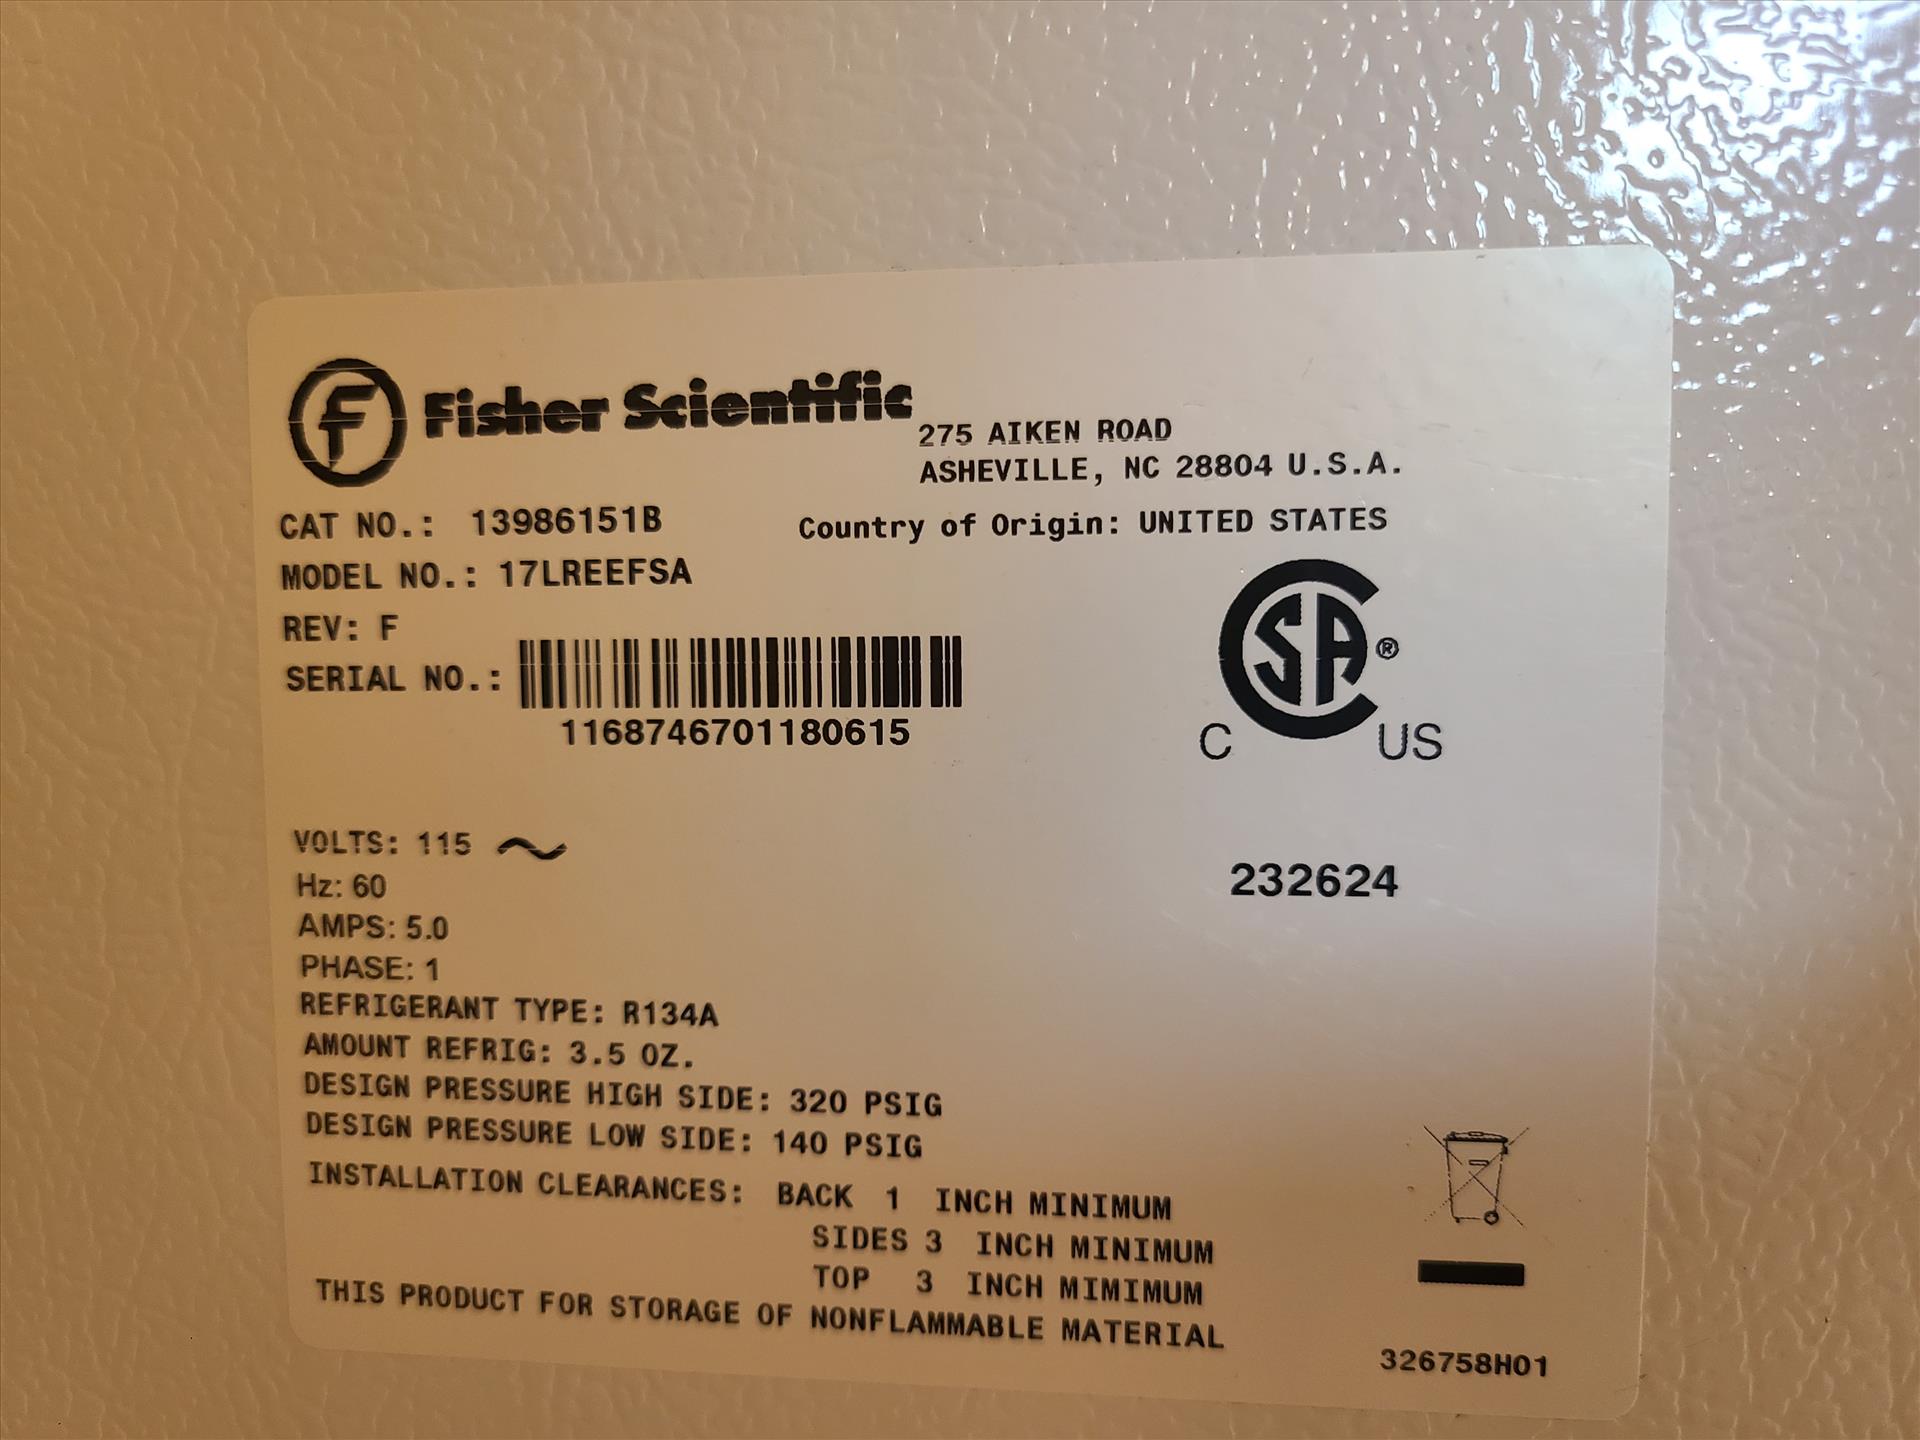 F Fisher Scientific
275 AIKEN ROAD
ASHEVILLE, NC 28804 U.S.A.
CAT NO.: 13986151B
Country of Origin: UNITED STATES
MODEL NO.: 17LREEFSA
REV: F
SERIAL NO.:
1168746701180615
CSA®
C US
VOLTS: 115 ~
Hz: 60
232624
AMPS: 5.0
PHASE: 1
REFRIGERANT TYPE: R134A
AMOUNT REFRIG: 3.5 OZ.
DESIGN PRESSURE HIGH SIDE: 320 PSIG
DESIGN PRESSURE LOW SIDE: 140 PSIG
INSTALLATION CLEARANCES: BACK 1 INCH MINIMUM
SIDES 3 INCH MINIMUM
TOP 3 INCH MIMIMUM
THIS PRODUCT FOR STORAGE OF NONFLAMMABLE MATERIAL
326758H01